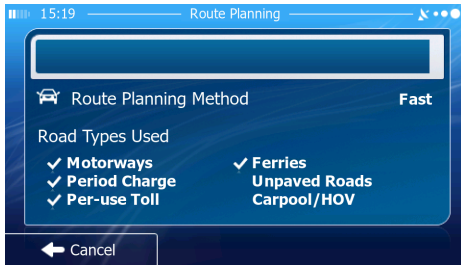 15:19 Route Planning
Route Planning Method Fast
Road Types Used
Motorways Ferries
Period Charge Unpaved Roads
Per-use Toll Carpool/HOV
Cancel